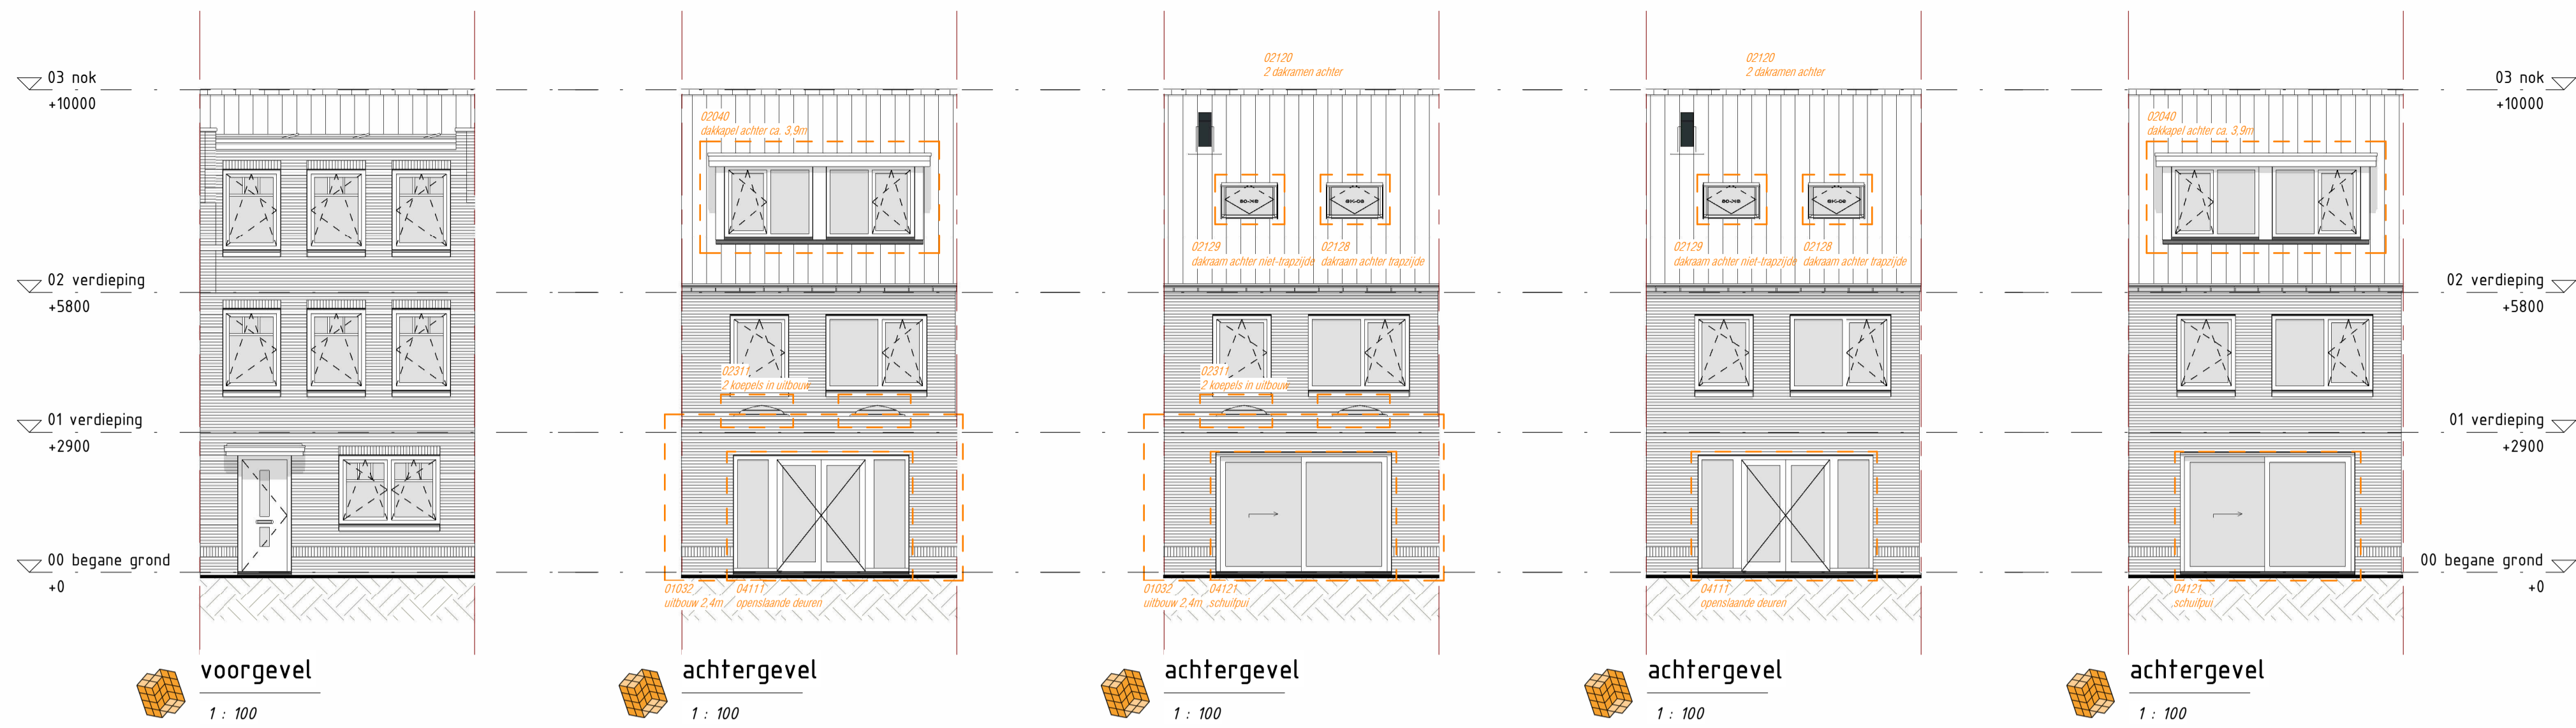 03 nok
+10000
02 verdieping
+5800
01 verdieping
+2900
00 begane grond
+0
voorgevel
1 : 100
02040
dakkapel achter ca. 3,9m
02311
2 koepels in uitbouw
01032
uitbouw 2.4m
04111
openslaande deuren
achtergevel
1 : 100
02120
2 dakramen achter
02129
dakraam achter niet-trapzijde
02128
dakraam achter trapzijde
02311
2 koepels in uitbouw
01032
uitbouw 2.4m
04121
schuifpui
achtergevel
1 : 100
02120
2 dakramen achter
02129
dakraam achter niet-trapzijde
02128
dakraam achter trapzijde
04111
openslaande deuren
achtergevel
1 : 100
02040
dakkapel achter ca. 3,9m
04121
schuifpui
achtergevel
1 : 100
03 nok
+10000
02 verdieping
+5800
01 verdieping
+2900
00 begane grond
+0